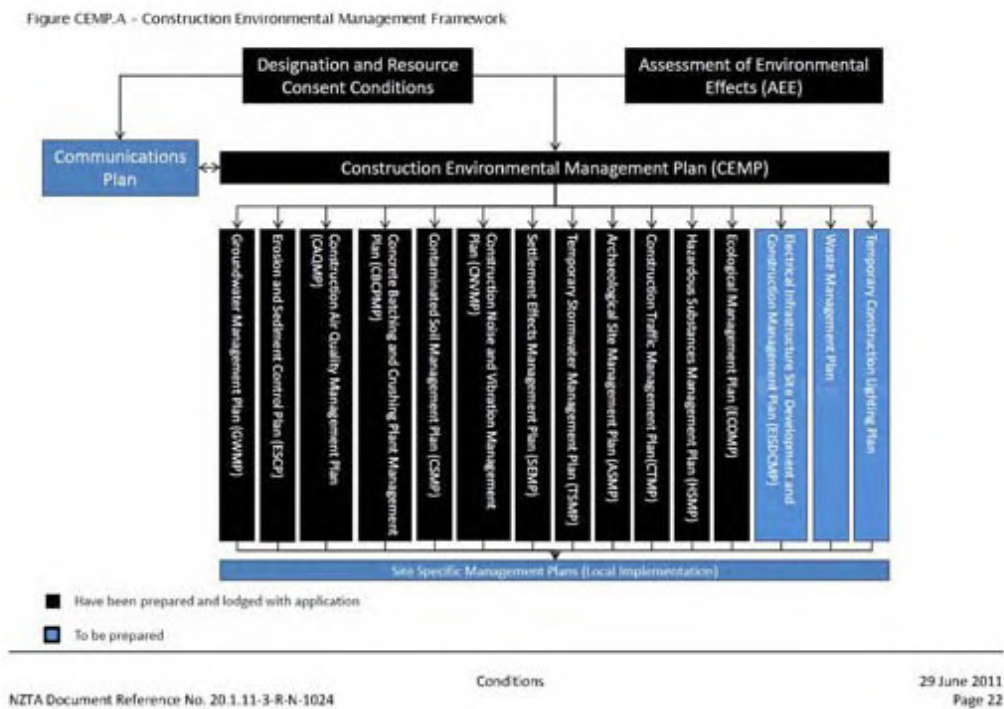 Figure CEMP.A – Construction Environmental Management Framework
Designation and Resource
Consent Conditions
Assessment of Environmental
Effects (AEE)
Communications
Plan
Construction Environmental Management Plan (CEMP)
Groundwater Management Plan (GWMP)
Erosion and Sediment Control Plan (ESCP)
Construction Air Quality Management Plan
(CAQMP)
Concrete Batching and Crushing Plant Management
Plan (CBCPMP)
Contaminated Soil Management Plan (CSMP)
Construction Noise and Vibration Management
Plan (CNVMP)
Settlement Effects Management Plan (SEMP)
Temporary Stormwater Management Plan (TSMP)
Archaeological Site Management Plan (ASMP)
Construction Traffic Management Plan(CTMP)
Hazardous Substances Management Plan (HSMP)
Ecological Management Plan (ECOMP)
Electrical Infrastructure Site Development and
Construction Management Plan (EISDCMP)
Waste Management Plan
Temporary Construction Lighting Plan
Site Specific Management Plans (Local Implementation)
Have been prepared and lodged with application
To be prepared
Conditions
29 June 2011
NZTA Document Reference No. 20.1.11-3-R-N-1024
Page 22